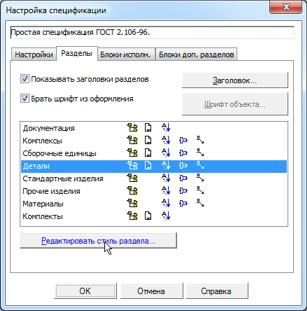 Настройка спецификации
Простая спецификация ГОСТ 2.106-96.
Настройки Разделы Блоки исполн. Блоки доп. разделов
Показывать заголовки разделов Заголовок...
Брать шрифт из оформления Шрифт объекта...
Документация
Комплексы
Сборочные единицы
Детали
Стандартные изделия
Прочие изделия
Материалы
Комплекты
Редактировать стиль раздела...
OK Отмена Справка